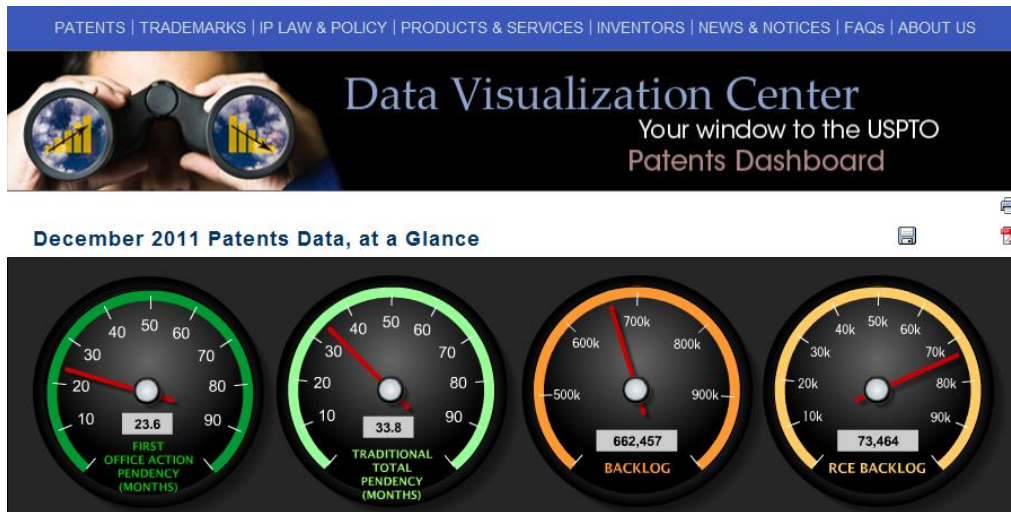 PATENTS | TRADEMARKS | IP LAW & POLICY | PRODUCTS & SERVICES | INVENTORS | NEWS & NOTICES | FAQs | ABOUT US
Data Visualization Center
Your window to the USPTO
Patents Dashboard
December 2011 Patents Data, at a Glance
10 20 30 40 50 60 70 80 90
23.6
FIRST
OFFICE ACTION
PENDENCY
(MONTHS)
10 20 30 40 50 60 70 80 90
33.8
TRADITIONAL
TOTAL
PENDENCY
(MONTHS)
500k 600k 700k 800k 900k
662,457
BACKLOG
10k 20k 30k 40k 50k 60k 70k 80k 90k
73,464
RCE BACKLOG